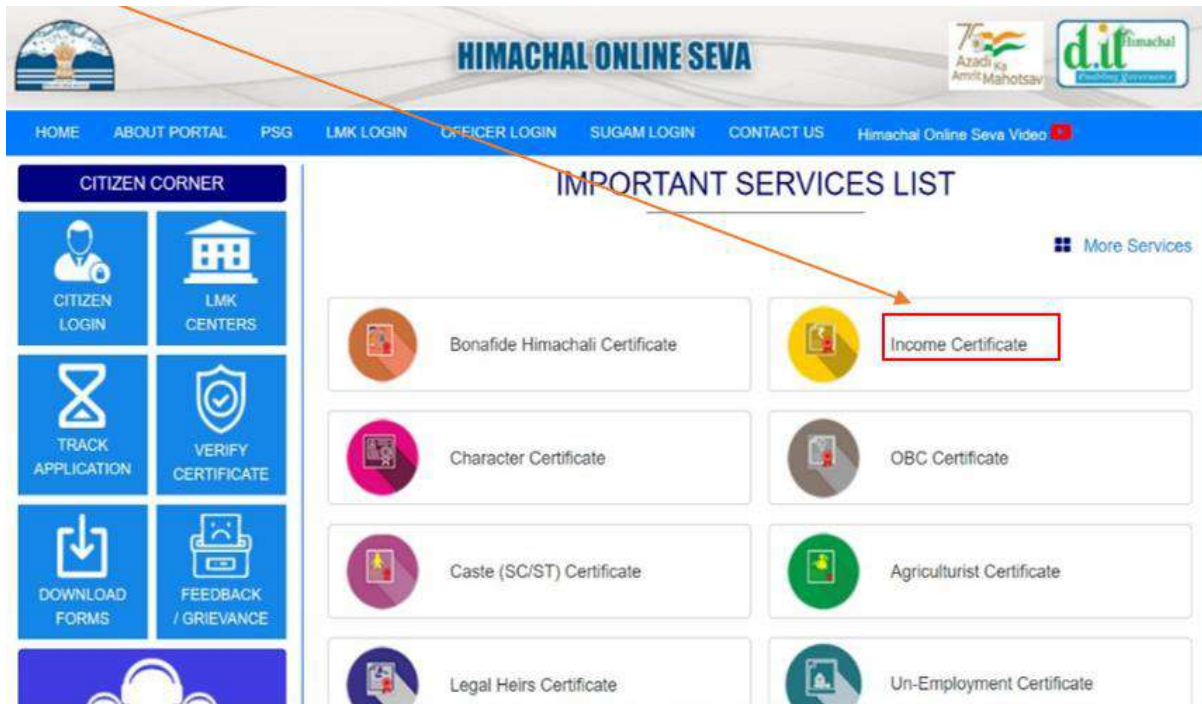 HIMACHAL ONLINE SEVA
75
Azadi Ka
Amrit Mahotsav
d.it Himachal
Enabling Governance
HOME ABOUT PORTAL PSG LMK LOGIN OFFICER LOGIN SUGAM LOGIN CONTACT US Himachal Online Seva Video
CITIZEN CORNER
CITIZEN
LOGIN
LMK
CENTERS
TRACK
APPLICATION
VERIFY
CERTIFICATE
DOWNLOAD
FORMS
FEEDBACK
/ GRIEVANCE
IMPORTANT SERVICES LIST
More Services
Bonafide Himachali Certificate
Income Certificate
Character Certificate
OBC Certificate
Caste (SC/ST) Certificate
Agriculturist Certificate
Legal Heirs Certificate
Un-Employment Certificate